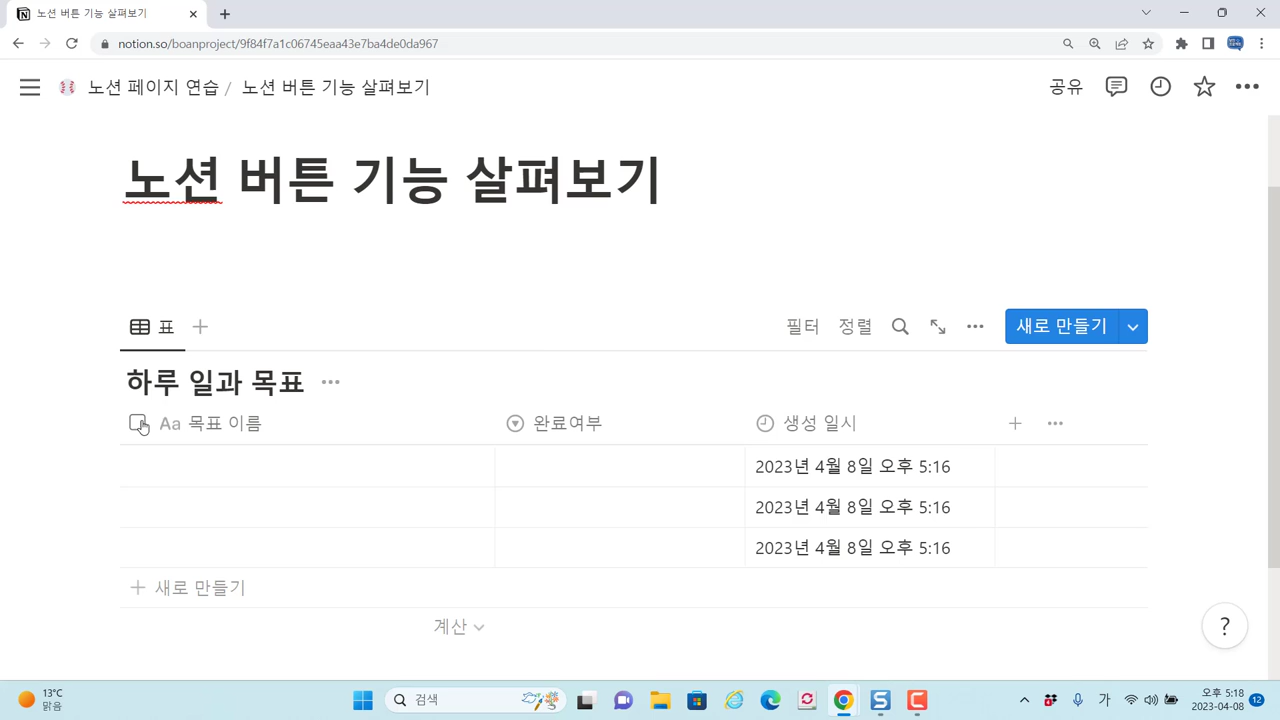 노션 버튼 기능 살펴보기
notion.so/boanproject/9f84f7a1c06745eaa43e7ba4de0da967
노션 페이지 연습 / 노션 버튼 기능 살펴보기
공유
노션 버튼 기능 살펴보기
표
필터 정렬
새로 만들기
하루 일과 목표
Aa 목표 이름 완료여부 생성 일시
2023년 4월 8일 오후 5:16
2023년 4월 8일 오후 5:16
2023년 4월 8일 오후 5:16
새로 만들기
계산
?
13°C
맑음
검색
가
오후 5:18
2023-04-08
12